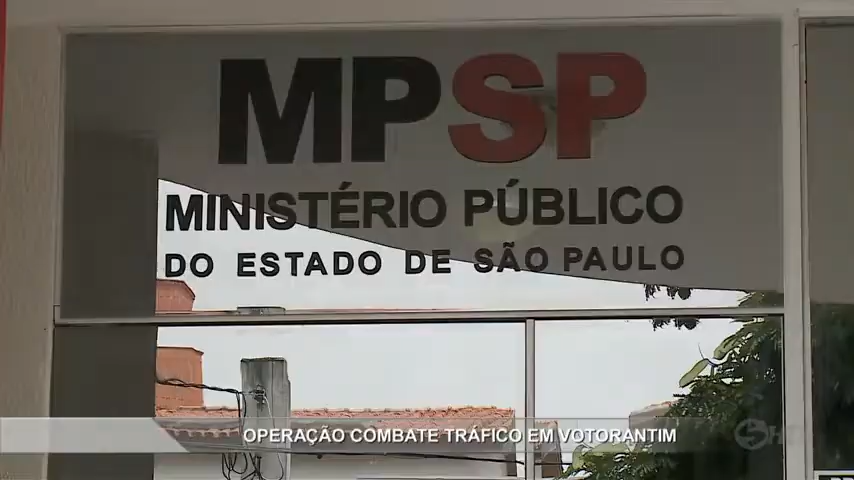 MPSP
MINISTÉRIO PÚBLICO
DO ESTADO DE SÃO PAULO
OPERAÇÃO COMBATE TRÁFICO EM VOTORANTIM